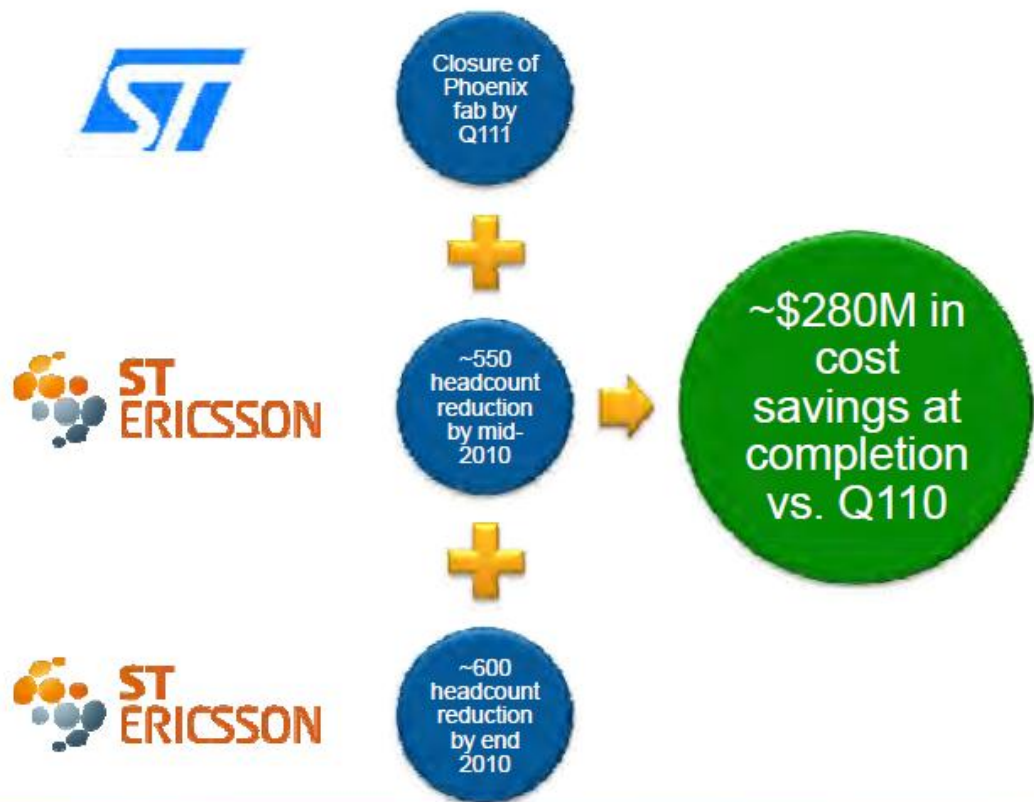 ST
Closure of
Phoenix
fab by
Q111
ST
ERICSSON
~550
headcount
reduction
by mid-
2010
~$280M in
cost
savings at
completion
vs. Q110
ST
ERICSSON
~600
headcount
reduction
by end
2010